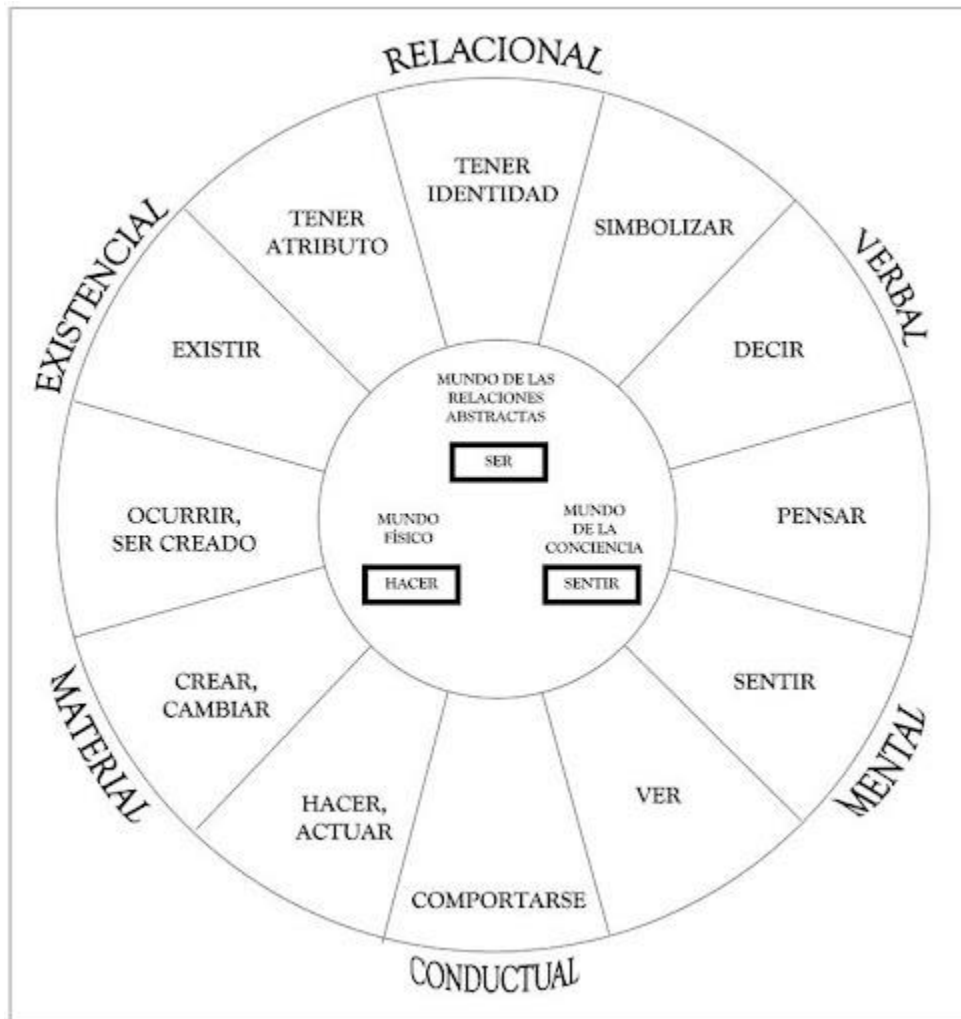 RELACIONAL
TENER
IDENTIDAD
TENER
ATRIBUTO
SIMBOLIZAR
EXISTENCIAL
VERBAL
EXISTIR
DECIR
MUNDO DE LAS
RELACIONES
ABSTRACTAS
SER
OCURRIR,
SER CREADO
PENSAR
MUNDO
FÍSICO
HACER
MUNDO
DE LA
CONCIENCIA
SENTIR
CREAR,
CAMBIAR
SENTIR
MATERIAL
MENTAL
HACER,
ACTUAR
VER
COMPORTARSE
CONDUCTUAL